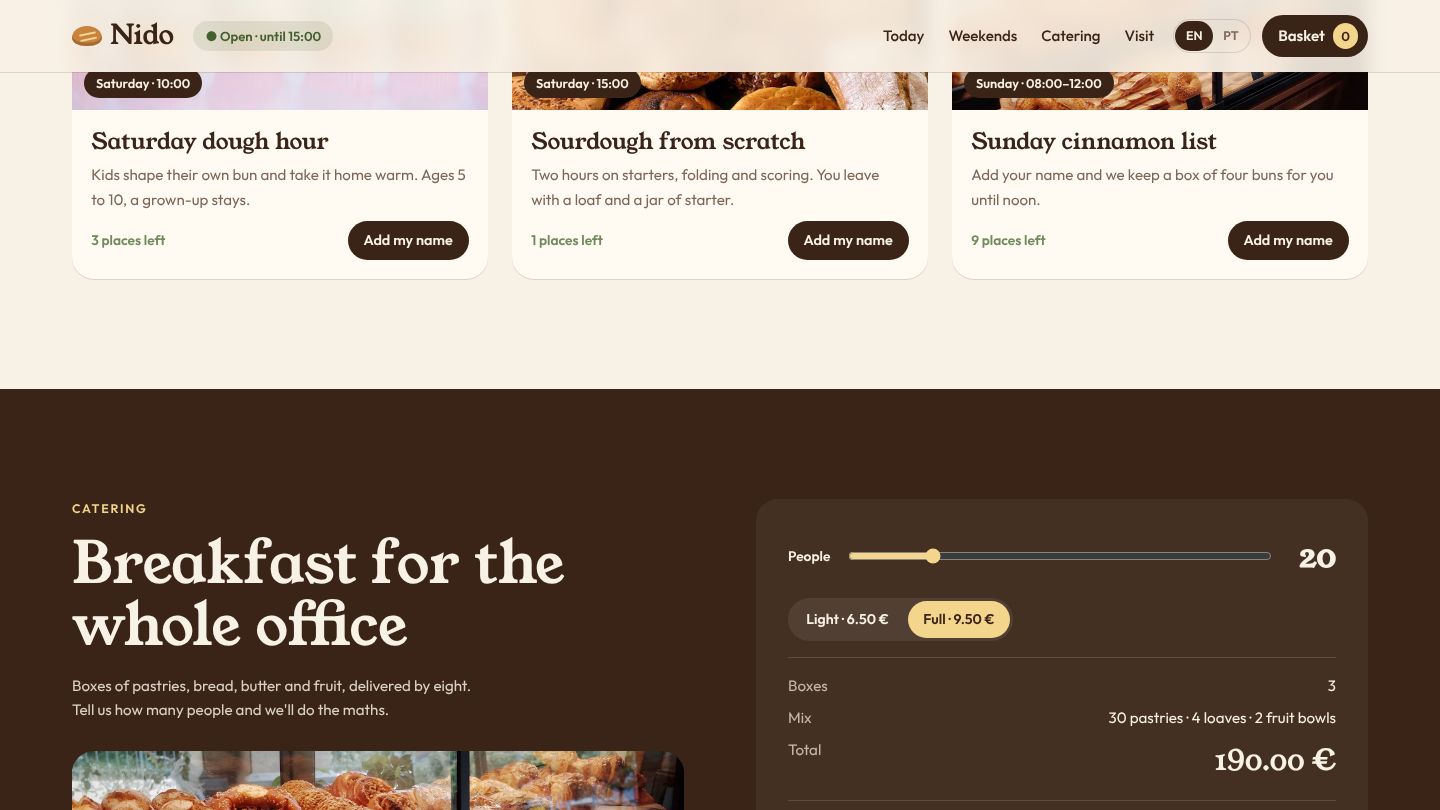 Nido
Open · until 15:00
Today
Weekends
Catering
Visit
EN
PT
Basket
0
Saturday · 10:00
Saturday dough hour
Kids shape their own bun and take it home warm. Ages 5
to 10, a grown-up stays.
3 places left
Add my name
Saturday · 15:00
Sourdough from scratch
Two hours on starters, folding and scoring. You leave
with a loaf and a jar of starter.
1 places left
Add my name
Sunday · 08:00–12:00
Sunday cinnamon list
Add your name and we keep a box of four buns for you
until noon.
9 places left
Add my name
CATERING
Breakfast for the
whole office
Boxes of pastries, bread, butter and fruit, delivered by eight.
Tell us how many people and we'll do the maths.
People
20
Light · 6.50 €
Full · 9.50 €
Boxes
3
Mix
30 pastries · 4 loaves · 2 fruit bowls
Total
190.00 €